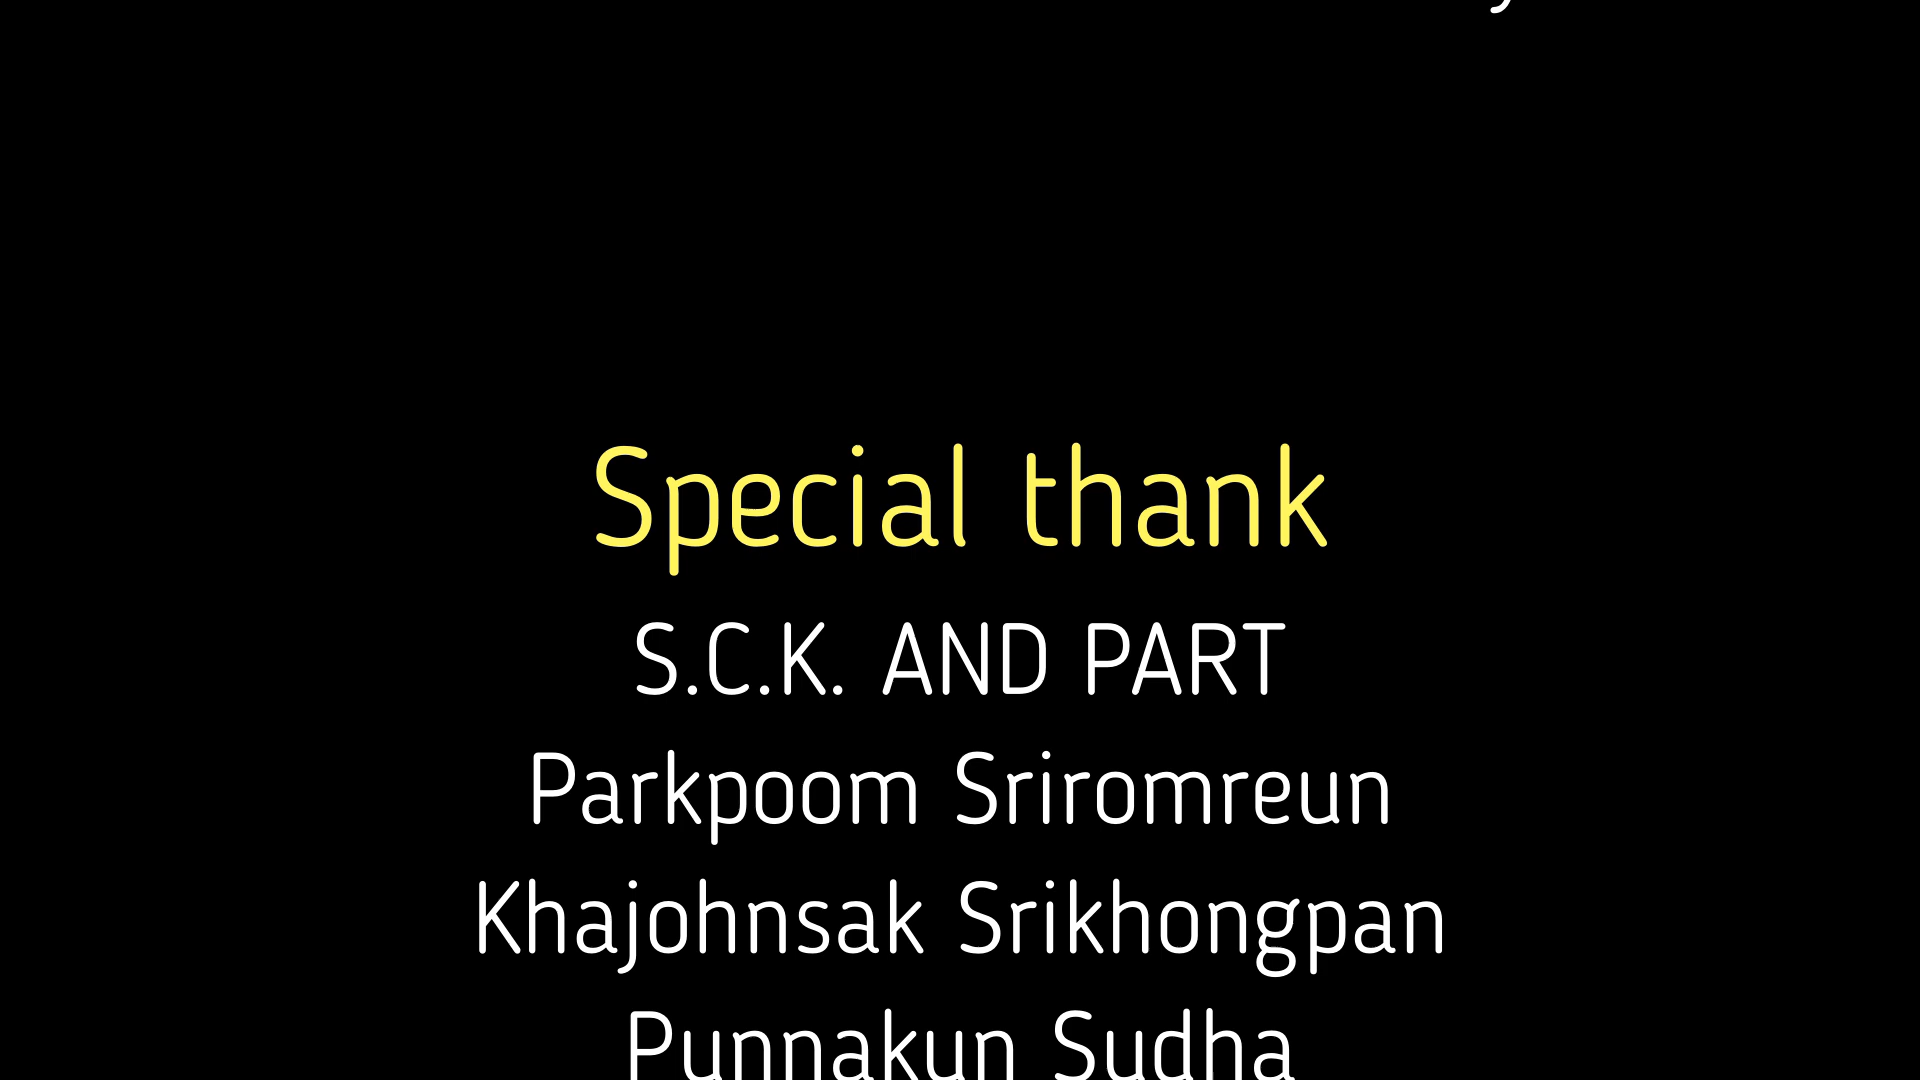 Special thank
S.C.K. AND PART
Parkpoom Sriromreun
Khajohnsak Srikhongpan
Punnakun Sudha